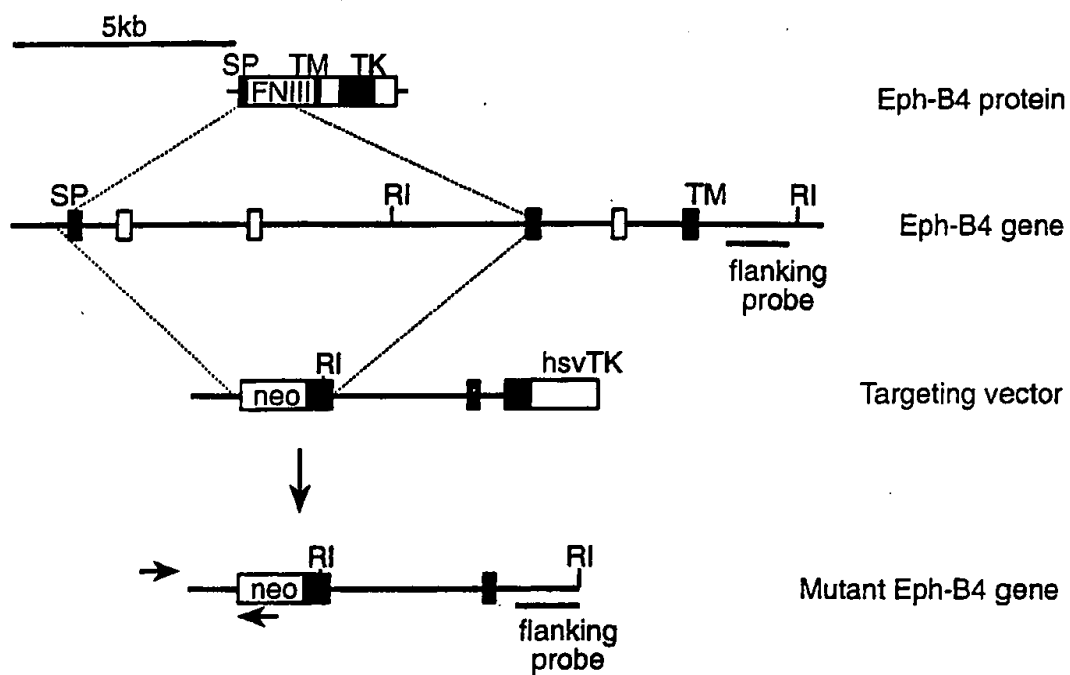 5kb
SP TM TK
FNIII
Eph-B4 protein
SP RI TM RI
Eph-B4 gene
flanking
probe
RI hsvTK
neo
Targeting vector
RI RI
neo
Mutant Eph-B4 gene
flanking
probe